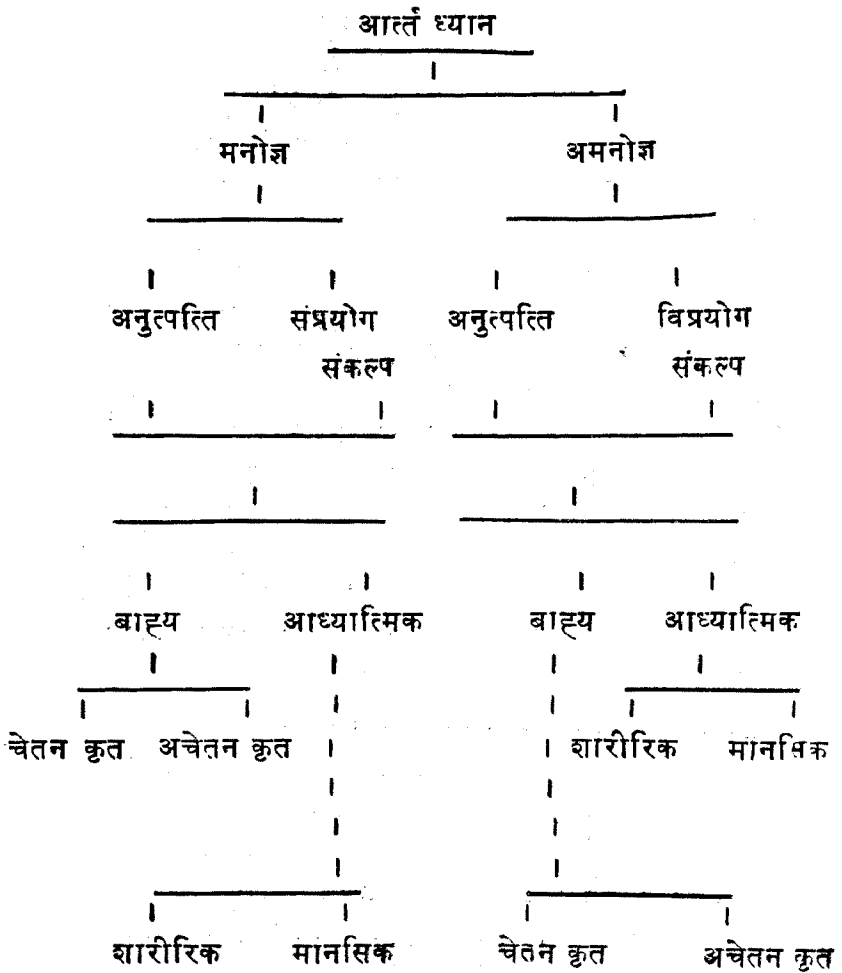 आर्त्त ध्यान
मनोज्ञ अमनोज्ञ
अनुत्पत्ति संप्रयोग अनुत्पत्ति विप्रयोग
संकल्प संकल्प
बाह्य आध्यात्मिक बाह्य आध्यात्मिक
चेतन कृत अचेतन कृत शारीरिक मानसिक
शारीरिक मानसिक चेतन कृत अचेतन कृत